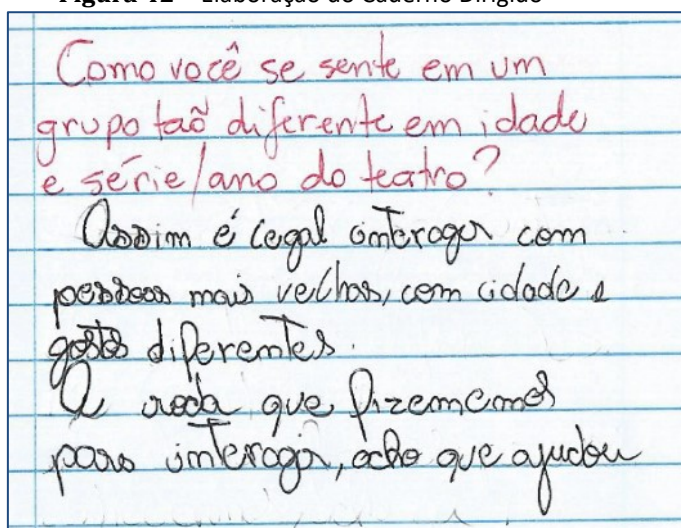 Figura 12 – Elaboração do Caderno Dirigido
Como você se sente em um
grupo taõ diferente em idade
e série/ano do teatro?
Assim é legal interagir com
pessoas mais velhas, com idade e
gostos diferentes.
A roda que fizememos
para interagir, acho que ajudou